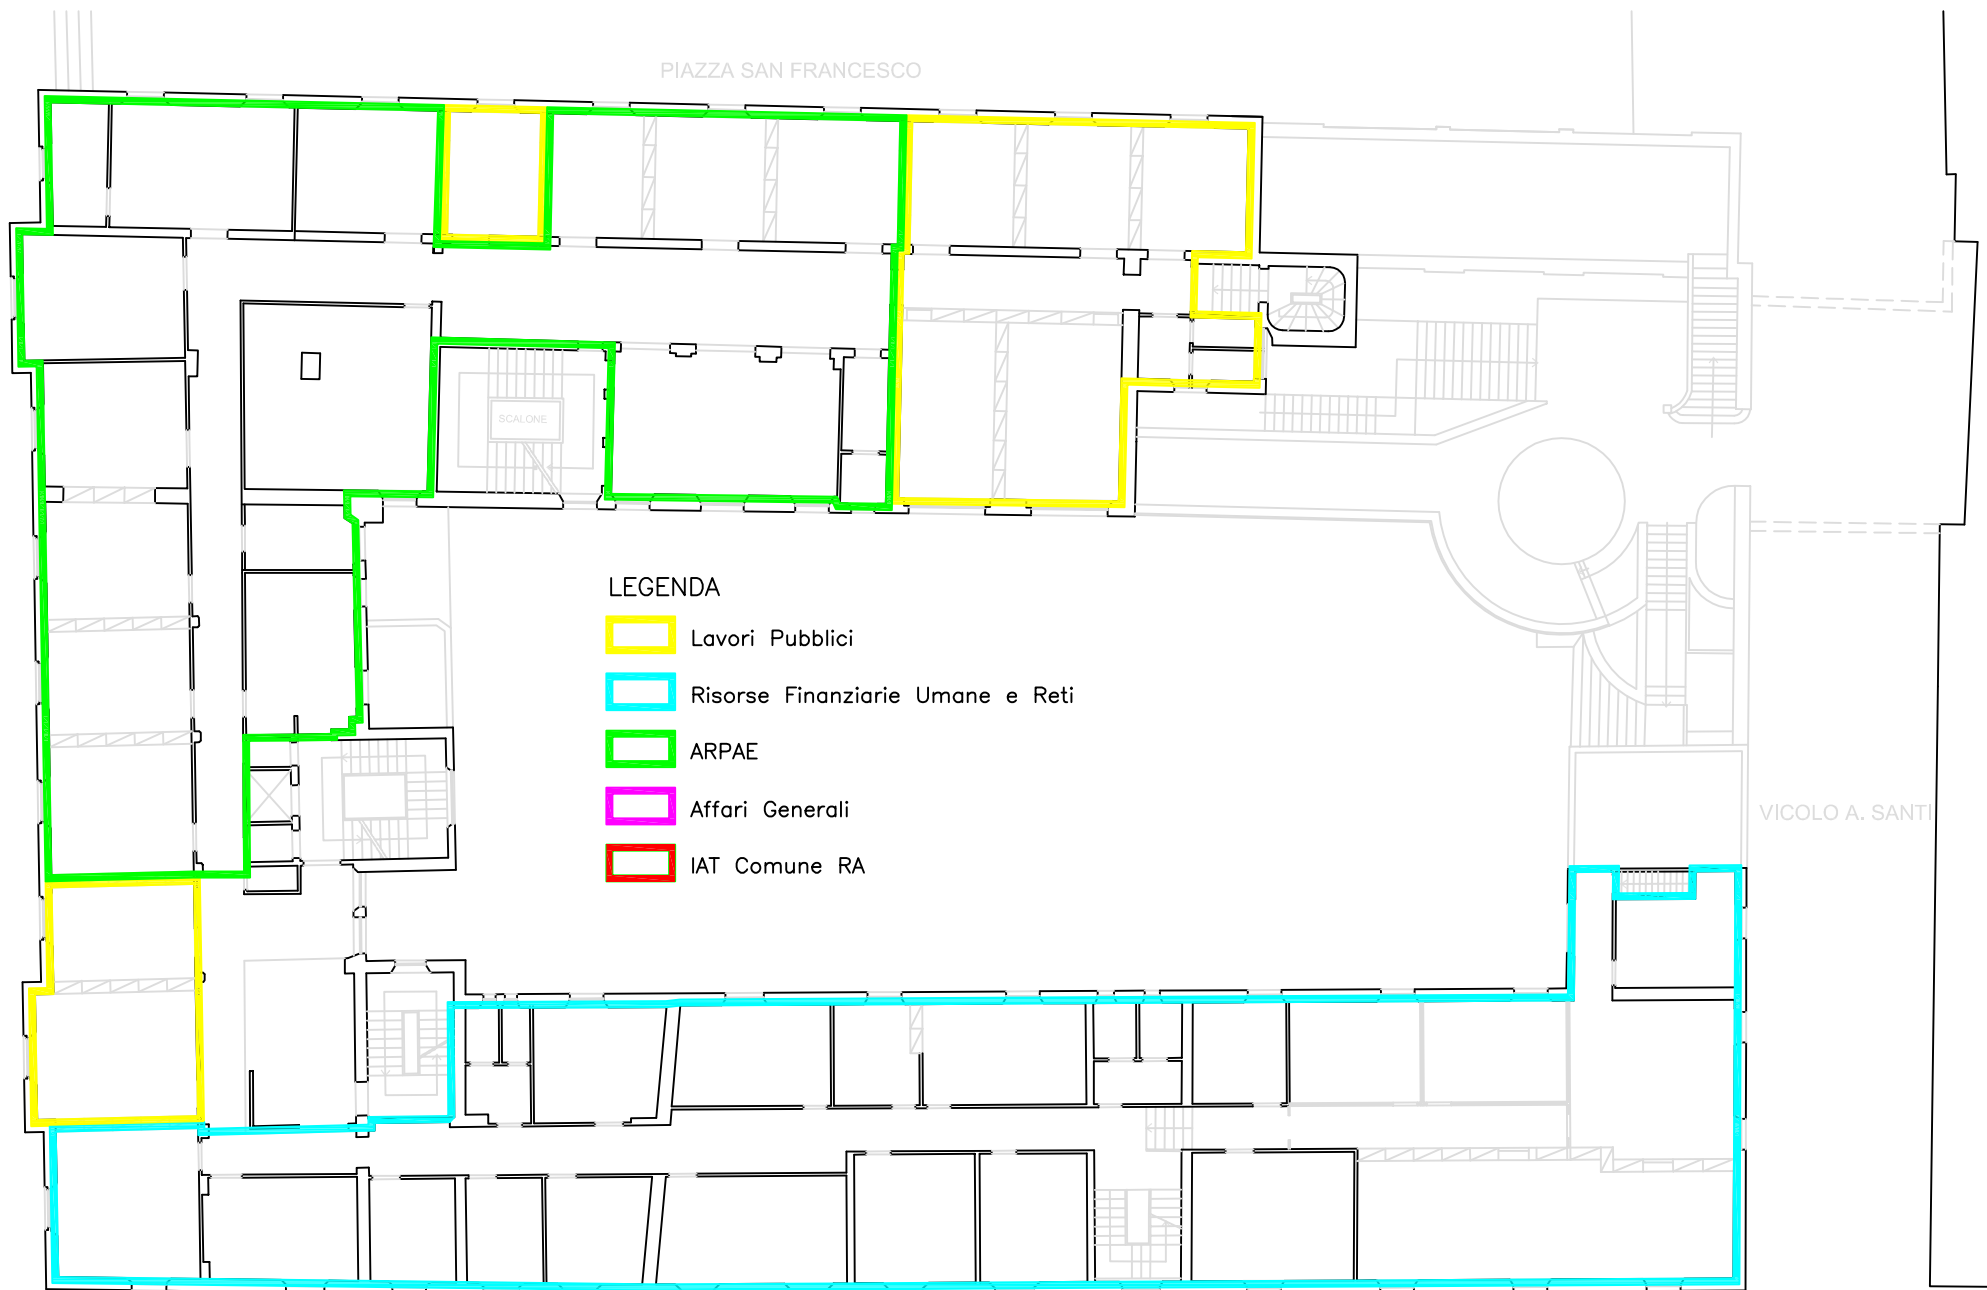 PIAZZA SAN FRANCESCO
SCALONE
LEGENDA
Lavori Pubblici
Risorse Finanziarie Umane e Reti
ARPAE
Affari Generali
IAT Comune RA
VICOLO A. SANTI